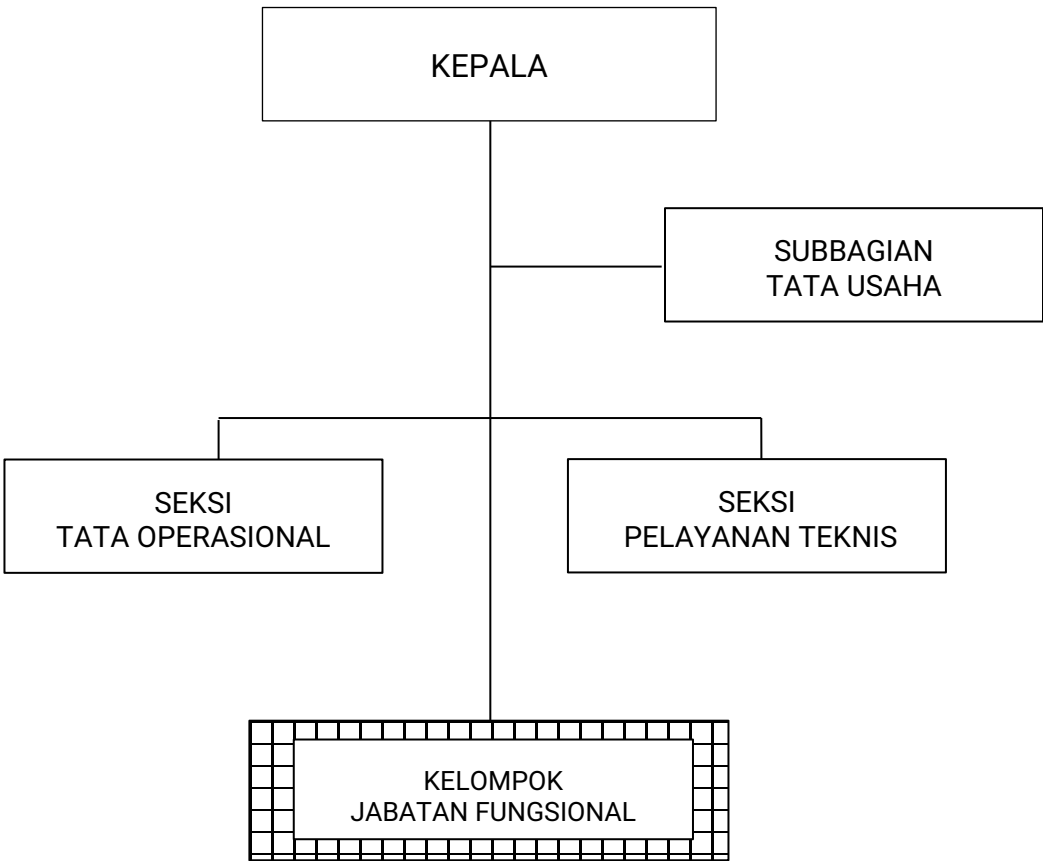 KEPALA
SUBBAGIAN
TATA USAHA
SEKSI
TATA OPERASIONAL
SEKSI
PELAYANAN TEKNIS
KELOMPOK
JABATAN FUNGSIONAL